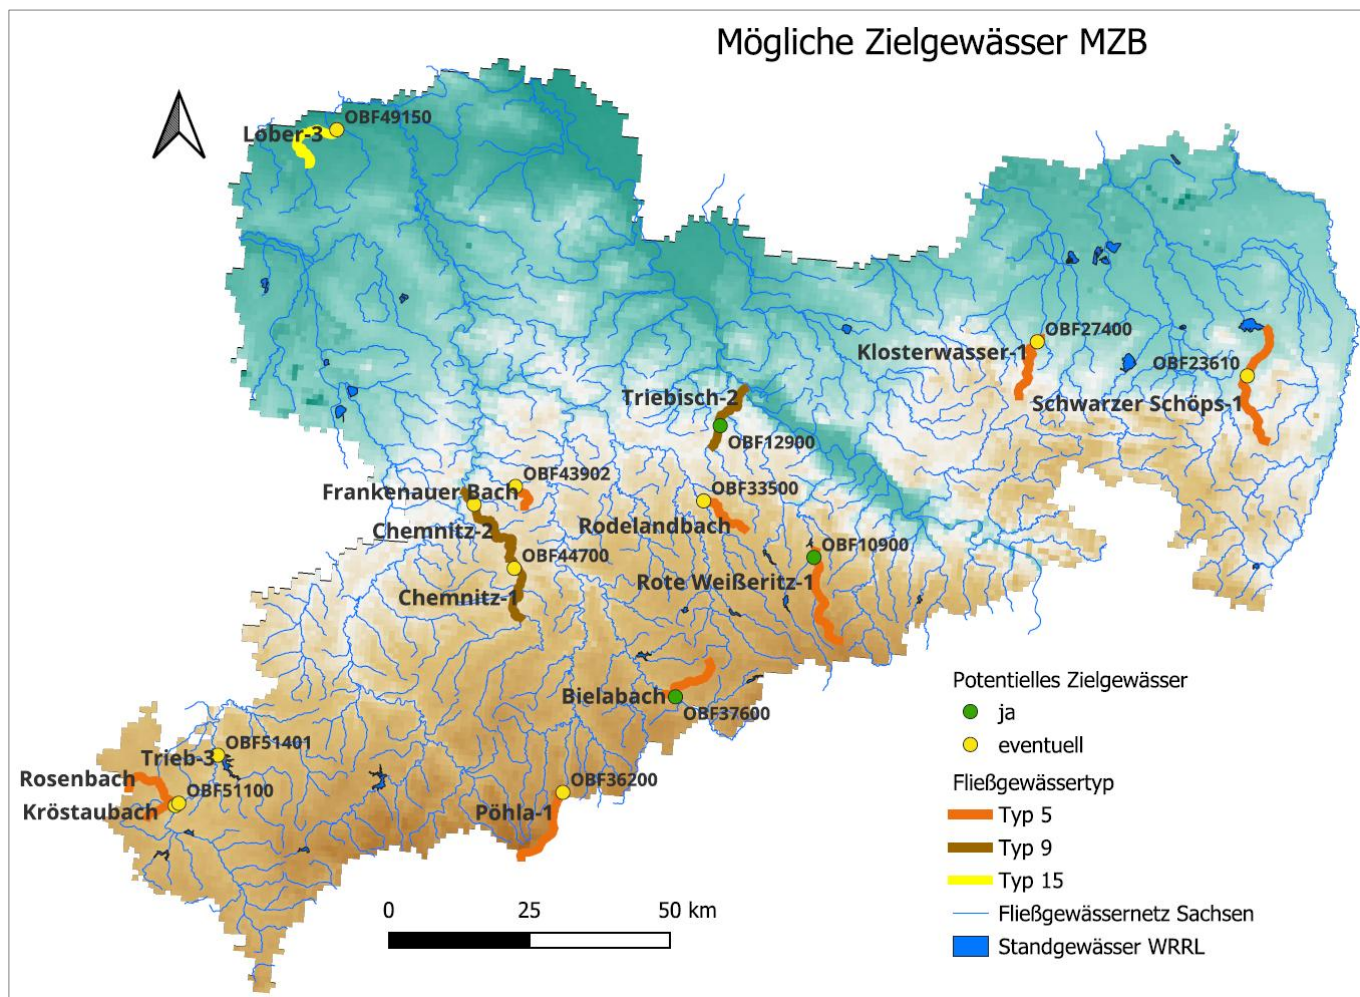 Mögliche Zielgewässer MZB
OBF49150
Lober-3
OBF27400
Klosterwasser-1
OBF23610
Schwarzer Schöps-1
Triebisch-2
OBF12900
OBF43902
Frankenauer Bach
OBF33500
Rodelandbach
Chemnitz-2
OBF44700
OBF10900
Rote Weißeritz-1
Chemnitz-1
Bielabach
OBF37600
OBF51401
Trieb-3
Rosenbach
OBF51100
Kröstaubach
OBF36200
Pöhla-1
Potentielles Zielgewässer
ja
eventuell
Fließgewässertyp
Typ 5
Typ 9
Typ 15
Fließgewässernetz Sachsen
Standgewässer WRRL
0 25 50 km